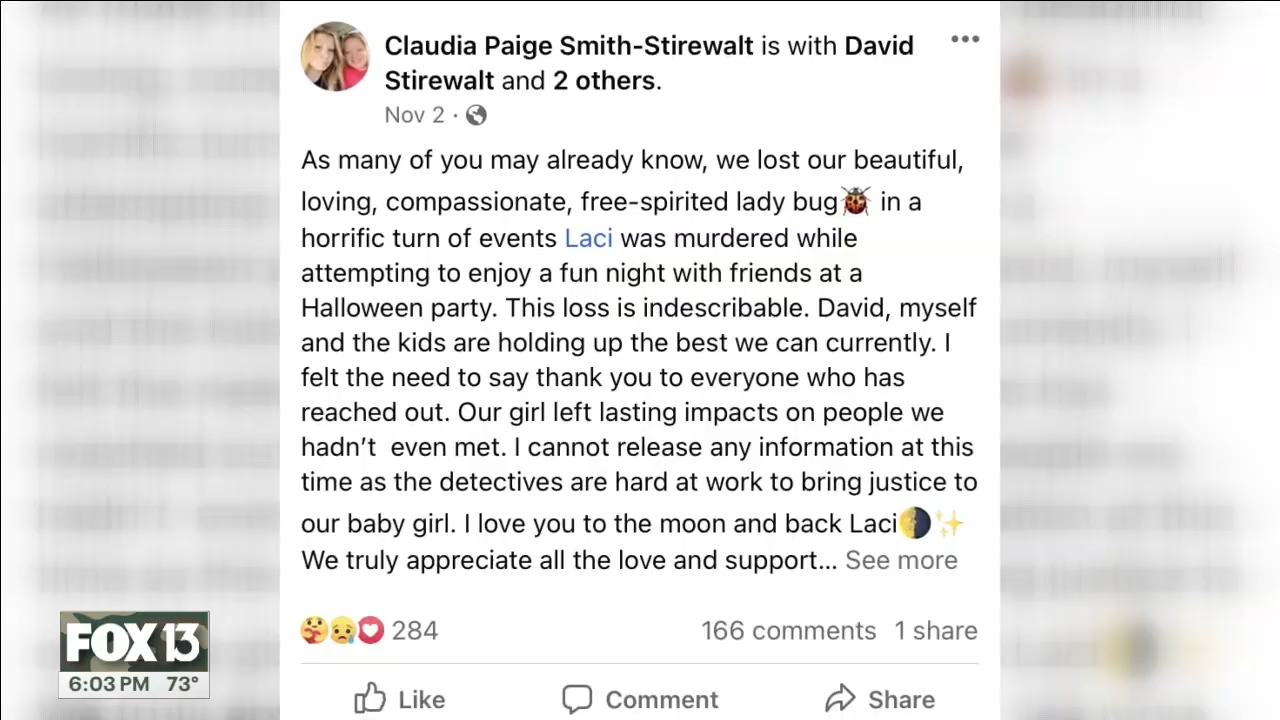 Claudia Paige Smith-Stirewalt is with David
Stirewalt and 2 others.
Nov 2 ·
As many of you may already know, we lost our beautiful,
loving, compassionate, free-spirited lady bug🐞 in a
horrific turn of events Laci was murdered while
attempting to enjoy a fun night with friends at a
Halloween party. This loss is indescribable. David, myself
and the kids are holding up the best we can currently. I
felt the need to say thank you to everyone who has
reached out. Our girl left lasting impacts on people we
hadn't  even met. I cannot release any information at this
time as the detectives are hard at work to bring justice to
our baby girl. I love you to the moon and back Laci🌗✨
We truly appreciate all the love and support... See more
284
166 comments 1 share
Like Comment Share
FOX 13
6:03 PM 73°